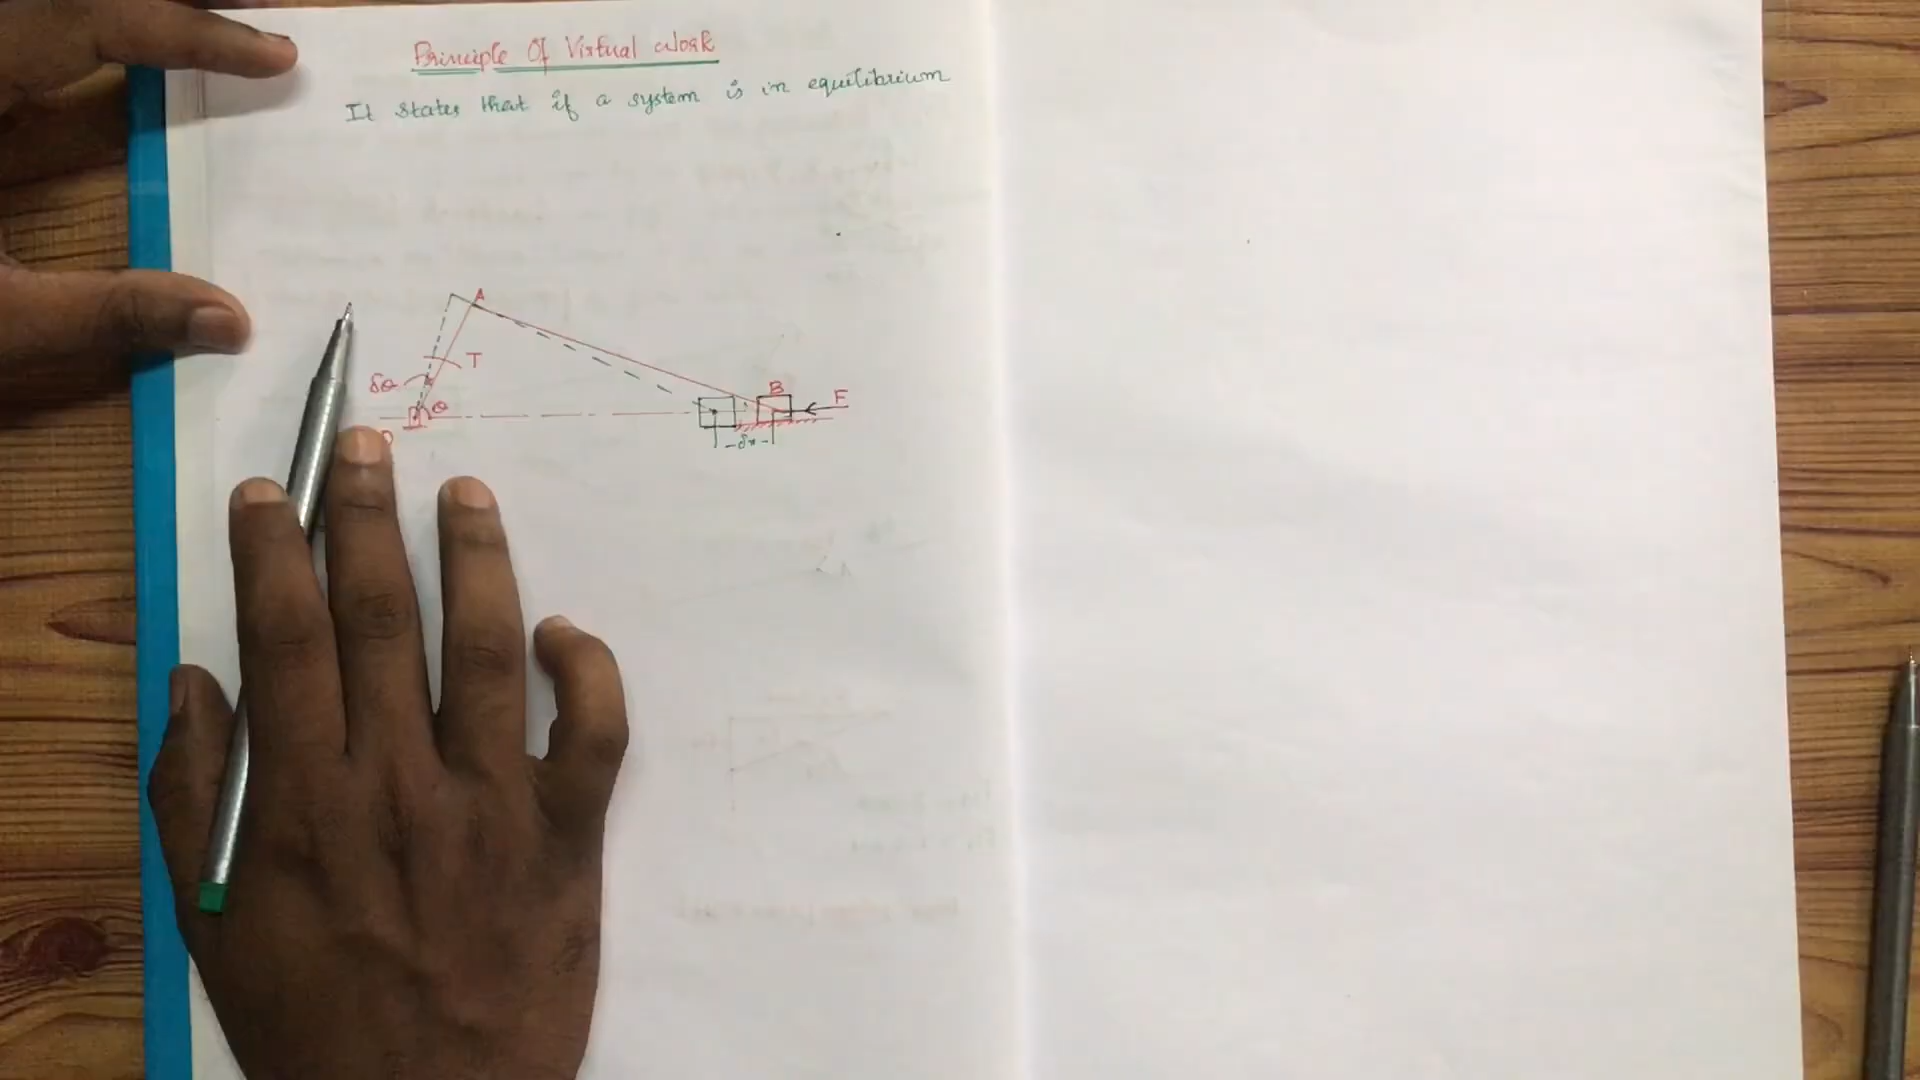 Principle Of Virtual Work
It states that if a system is in equilibrium
A
T
δθ
θ
B
F
δx